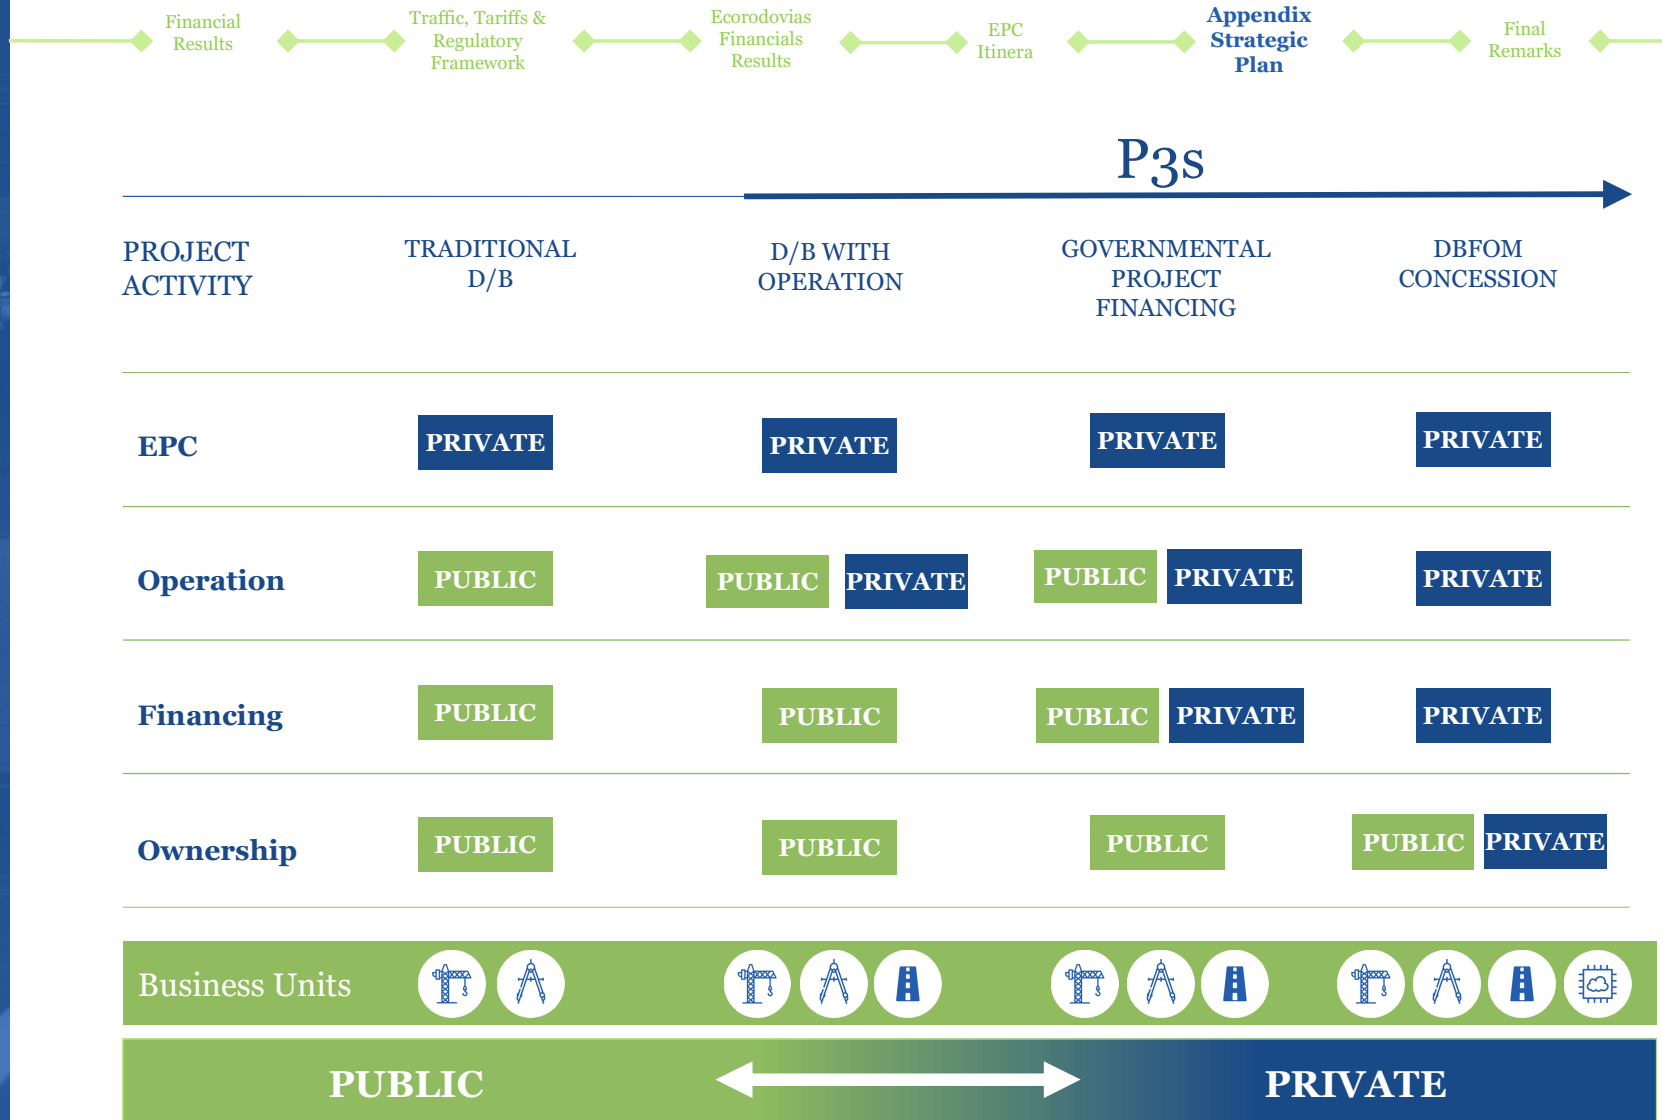 Financial
Results
Traffic, Tariffs &
Regulatory
Framework
Ecorodovias
Financials
Results
EPC
Itinera
Appendix
Strategic
Plan
Final
Remarks
P3s
PROJECT
ACTIVITY
TRADITIONAL
D/B
D/B WITH
OPERATION
GOVERNMENTAL
PROJECT
FINANCING
DBFOM
CONCESSION
EPC
PRIVATE
PRIVATE
PRIVATE
PRIVATE
Operation
PUBLIC
PUBLIC
PRIVATE
PUBLIC
PRIVATE
PRIVATE
Financing
PUBLIC
PUBLIC
PUBLIC
PRIVATE
PRIVATE
Ownership
PUBLIC
PUBLIC
PUBLIC
PUBLIC
PRIVATE
Business Units
PUBLIC
PRIVATE